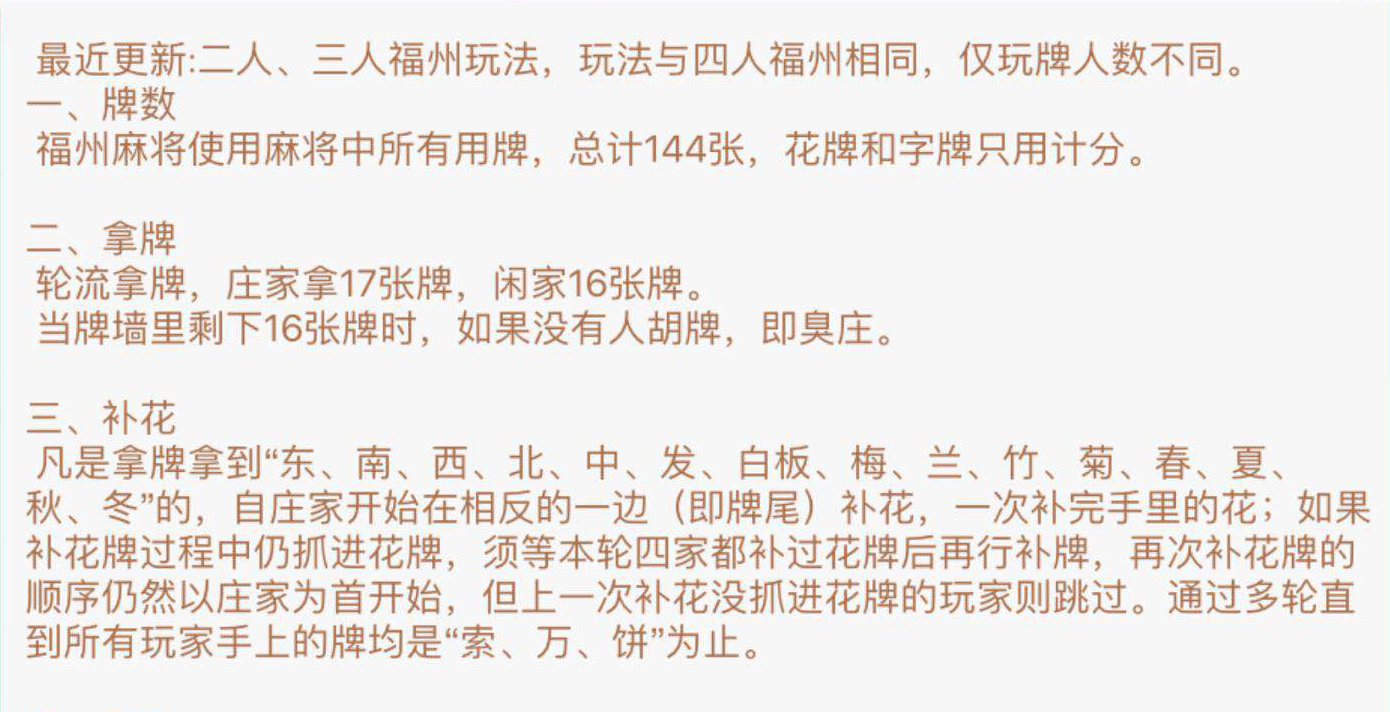 最近更新:二人、三人福州玩法，玩法与四人福州相同，仅玩牌人数不同。
一、牌数
福州麻将使用麻将中所有用牌，总计144张，花牌和字牌只用计分。
二、拿牌
轮流拿牌，庄家拿17张牌，闲家16张牌。
当牌墙里剩下16张牌时，如果没有人胡牌，即臭庄。
三、补花
凡是拿牌拿到“东、南、西、北、中、发、白板、梅、兰、竹、菊、春、夏、
秋、冬”的，自庄家开始在相反的一边（即牌尾）补花，一次补完手里的花；如果
补花牌过程中仍抓进花牌，须等本轮四家都补过花牌后再行补牌，再次补花牌的
顺序仍然以庄家为首开始，但上一次补花没抓进花牌的玩家则跳过。通过多轮直
到所有玩家手上的牌均是“索、万、饼”为止。